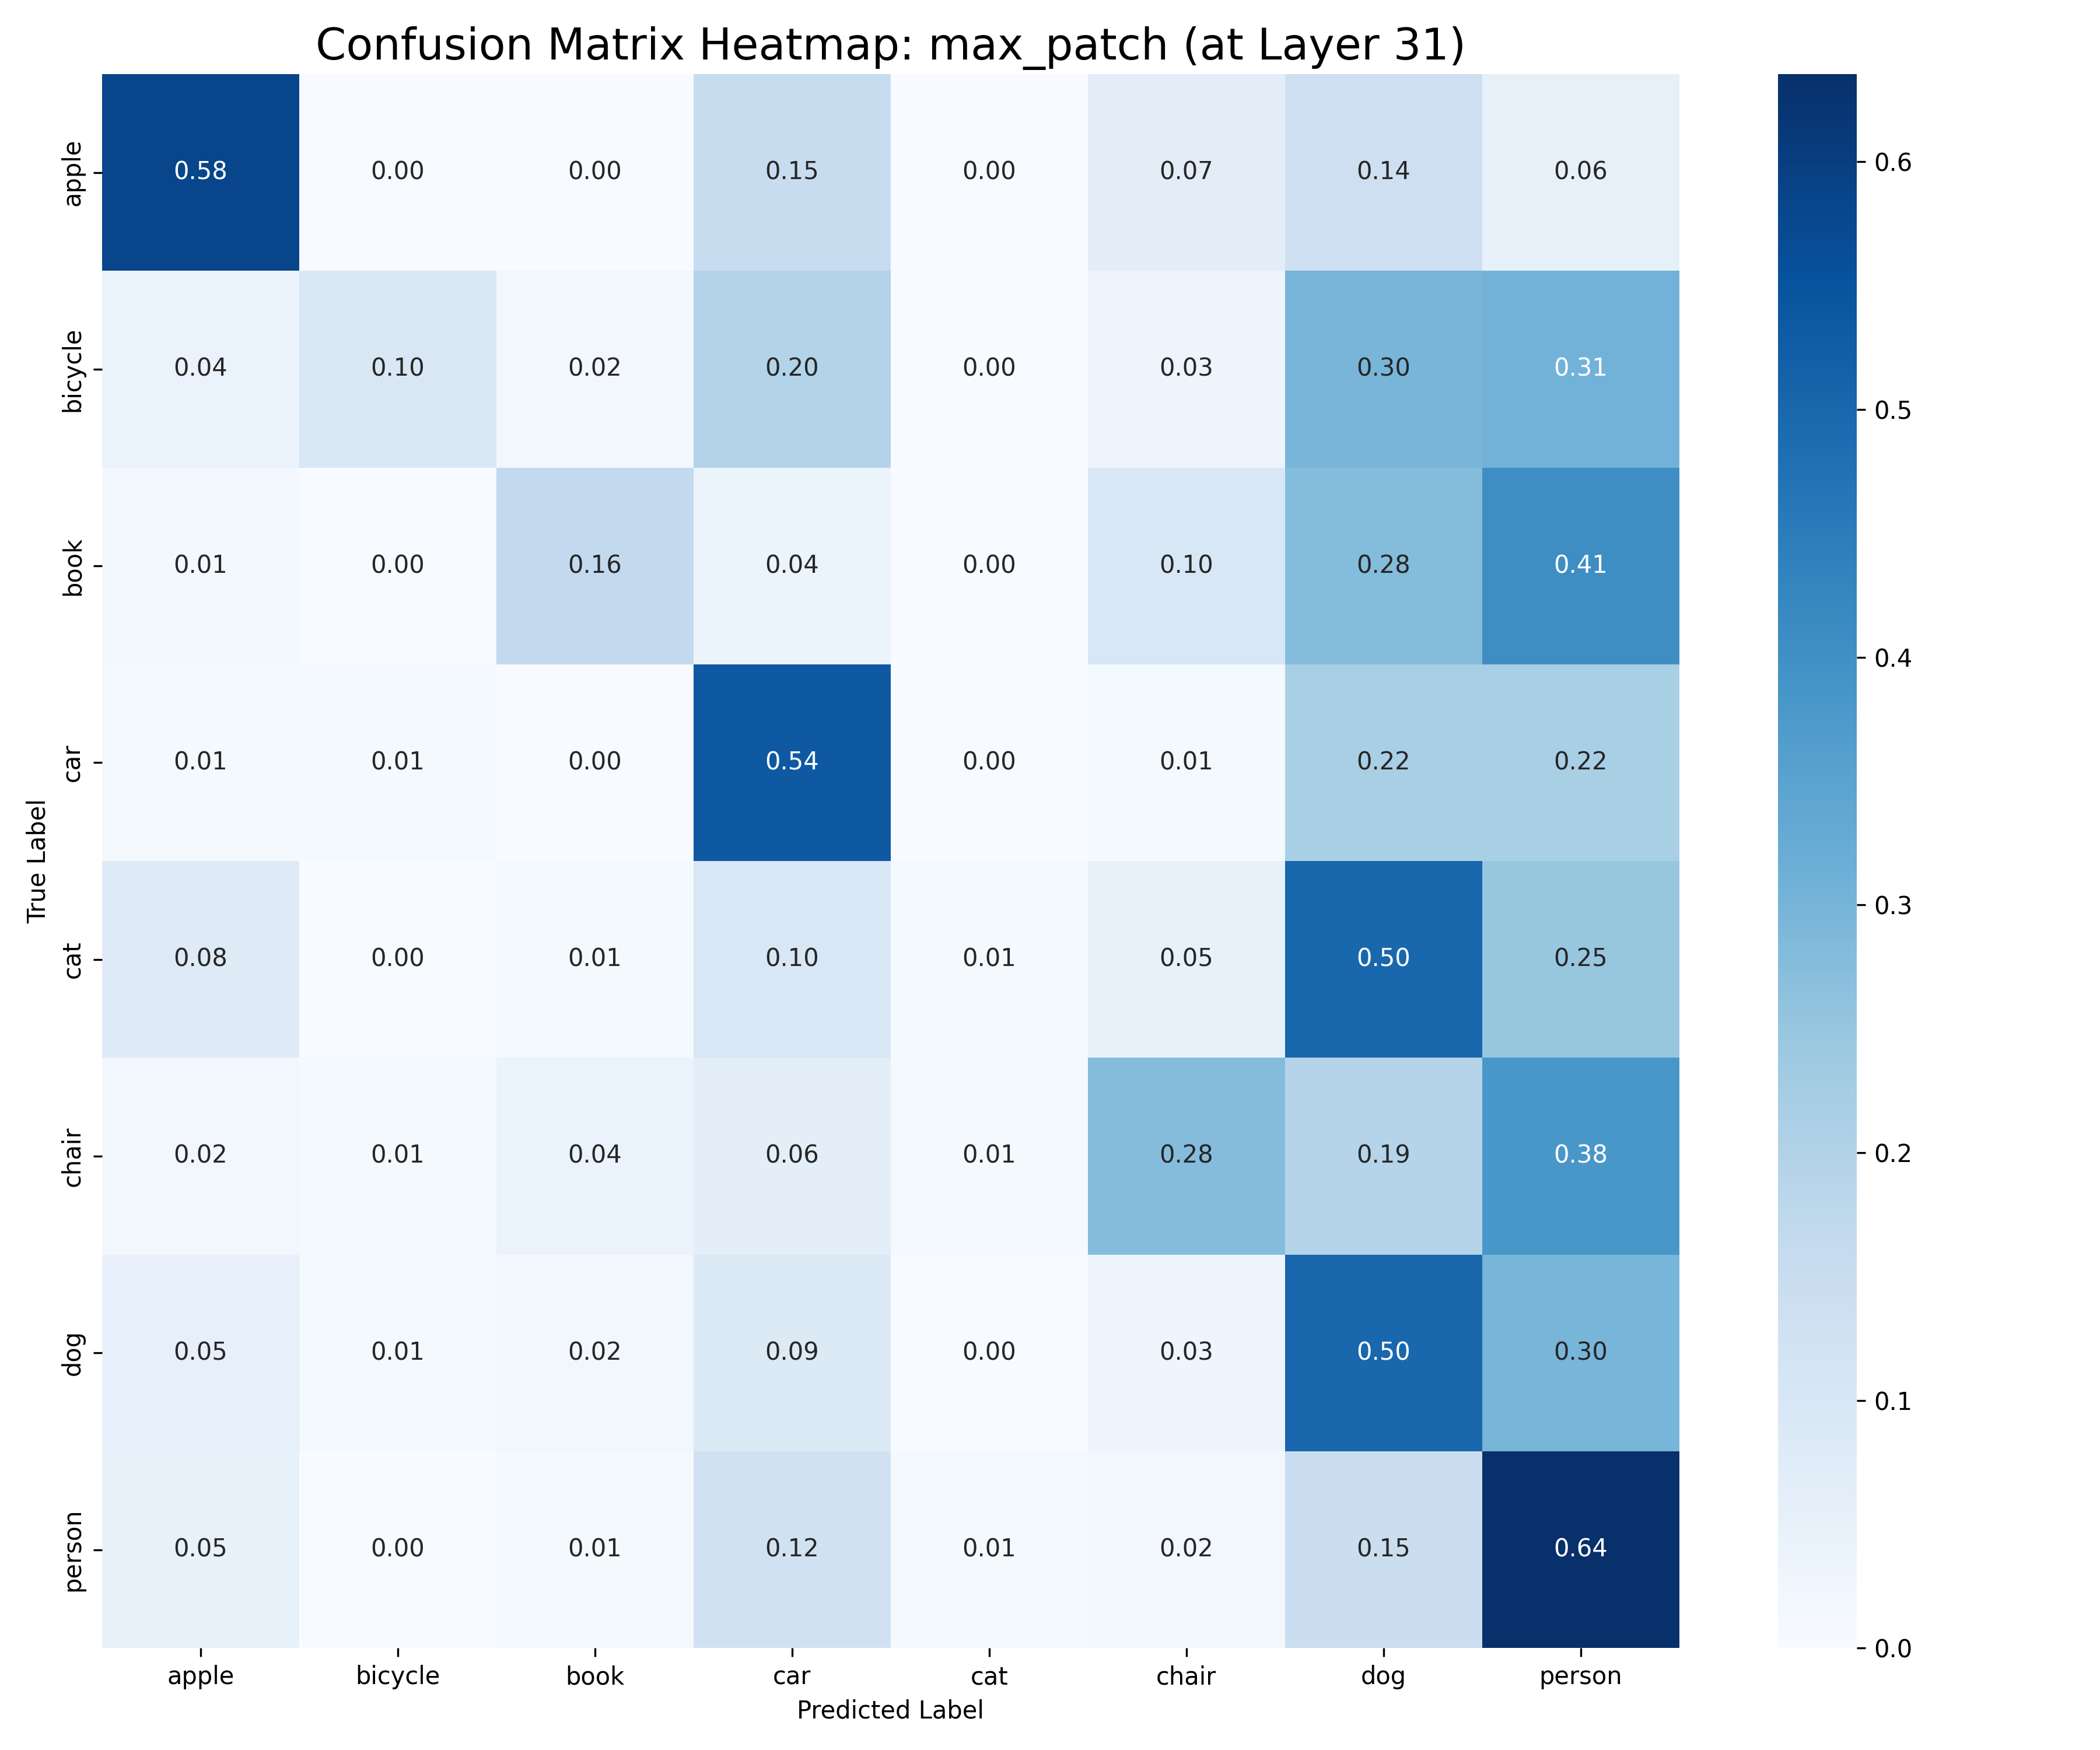 Confusion Matrix Heatmap: max_patch (at Layer 31)
True Label
apple 0.58 0.00 0.00 0.15 0.00 0.07 0.14 0.06
bicycle 0.04 0.10 0.02 0.20 0.00 0.03 0.30 0.31
book 0.01 0.00 0.16 0.04 0.00 0.10 0.28 0.41
car 0.01 0.01 0.00 0.54 0.00 0.01 0.22 0.22
cat 0.08 0.00 0.01 0.10 0.01 0.05 0.50 0.25
chair 0.02 0.01 0.04 0.06 0.01 0.28 0.19 0.38
dog 0.05 0.01 0.02 0.09 0.00 0.03 0.50 0.30
person 0.05 0.00 0.01 0.12 0.01 0.02 0.15 0.64
apple bicycle book car cat chair dog person
Predicted Label
0.6
0.5
0.4
0.3
0.2
0.1
0.0